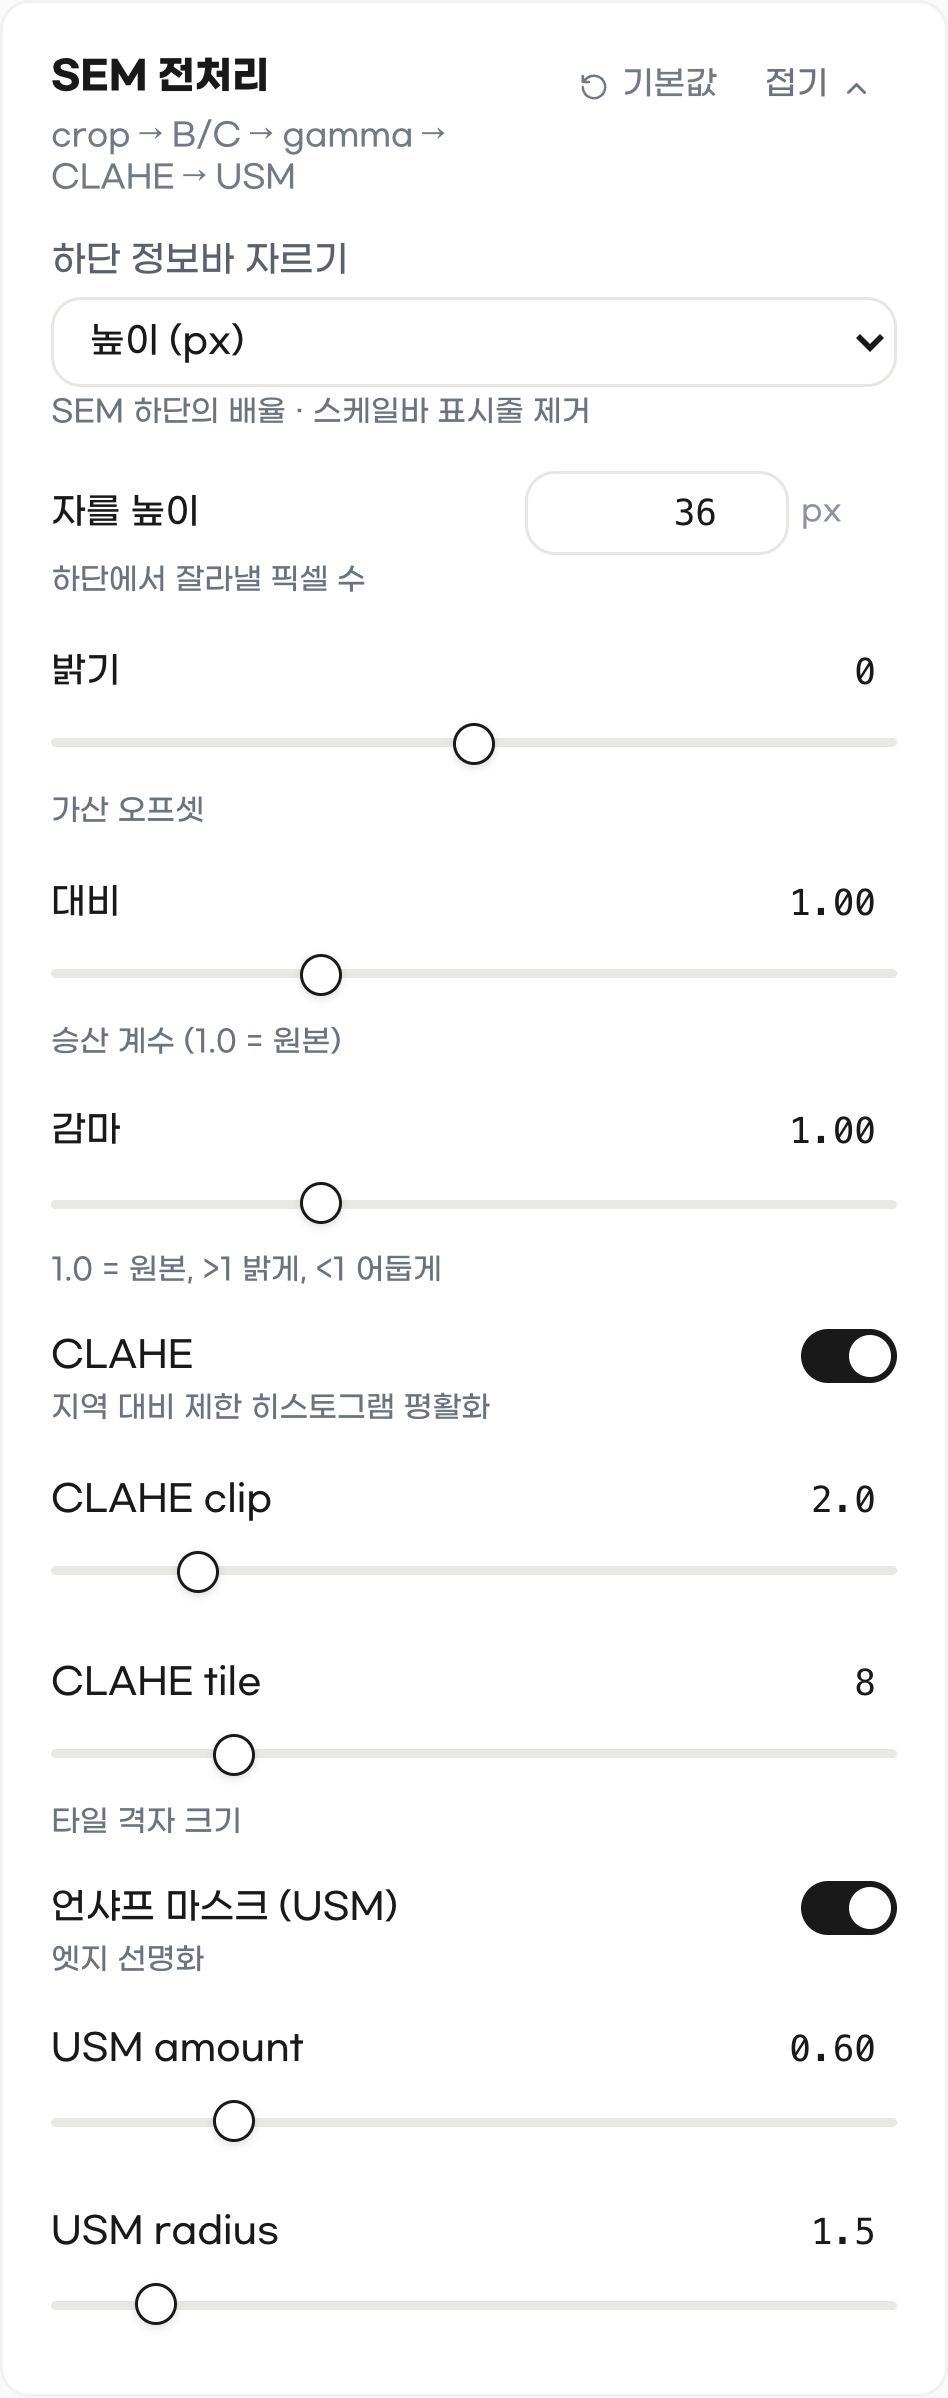 SEM 전처리
기본값 접기
crop → B/C → gamma →
CLAHE → USM
하단 정보바 자르기
높이 (px)
SEM 하단의 배율 · 스케일바 표시줄 제거
자를 높이 36 px
하단에서 잘라낼 픽셀 수
밝기 0
가산 오프셋
대비 1.00
승산 계수 (1.0 = 원본)
감마 1.00
1.0 = 원본, >1 밝게, <1 어둡게
CLAHE
지역 대비 제한 히스토그램 평활화
CLAHE clip 2.0
CLAHE tile 8
타일 격자 크기
언샤프 마스크 (USM)
엣지 선명화
USM amount 0.60
USM radius 1.5